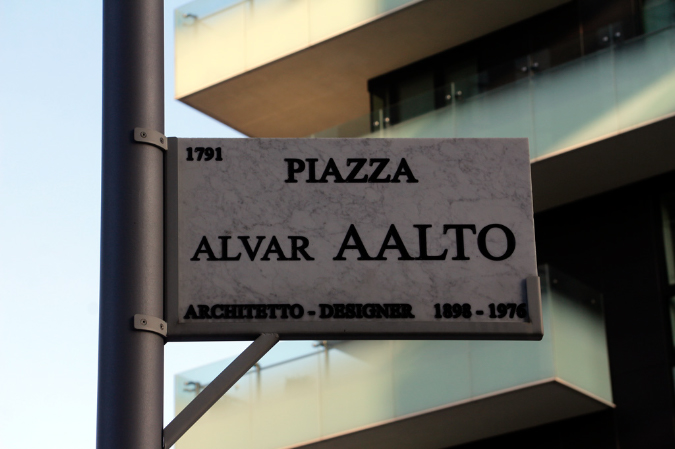 1791
PIAZZA
ALVAR AALTO
ARCHITETTO - DESIGNER 1898 - 1976